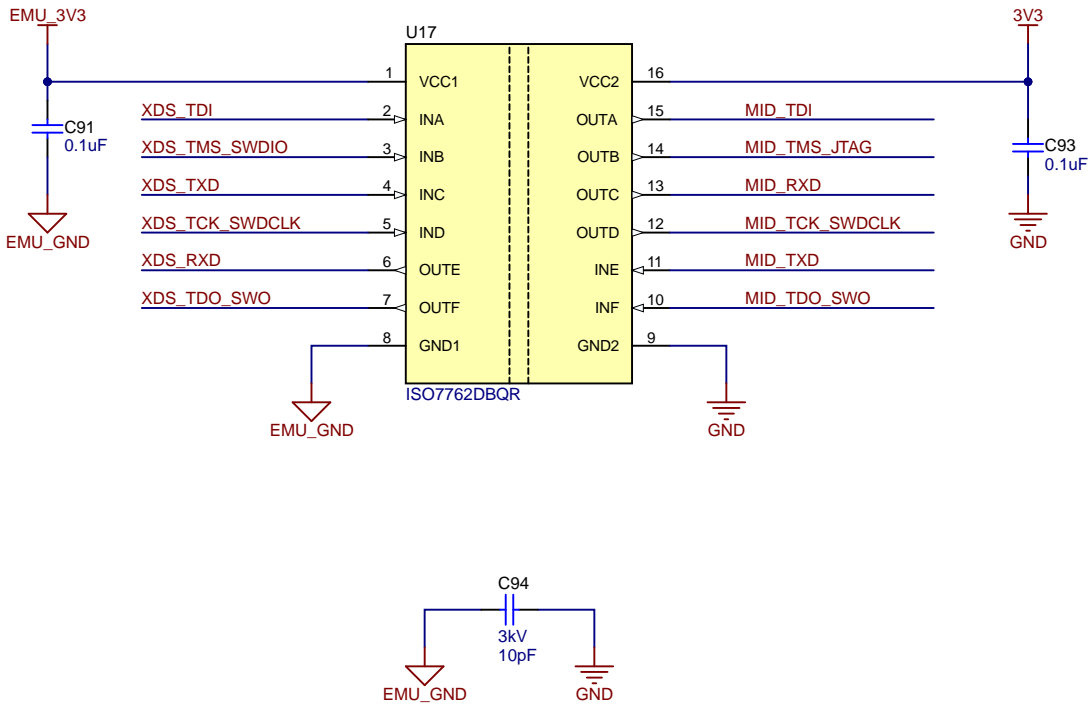 EMU_3V3
3V3
U17
1 VCC1 VCC2 16
XDS_TDI 2 INA OUTA 15 MID_TDI
C91
0.1uF
XDS_TMS_SWDIO 3 INB OUTB 14 MID_TMS_JTAG
C93
0.1uF
XDS_TXD 4 INC OUTC 13 MID_RXD
XDS_TCK_SWDCLK 5 IND OUTD 12 MID_TCK_SWDCLK
EMU_GND
GND
XDS_RXD 6 OUTE INE 11 MID_TXD
XDS_TDO_SWO 7 OUTF INF 10 MID_TDO_SWO
8 GND1 GND2 9
ISO7762DBQR
EMU_GND
GND
C94
3kV
10pF
EMU_GND
GND